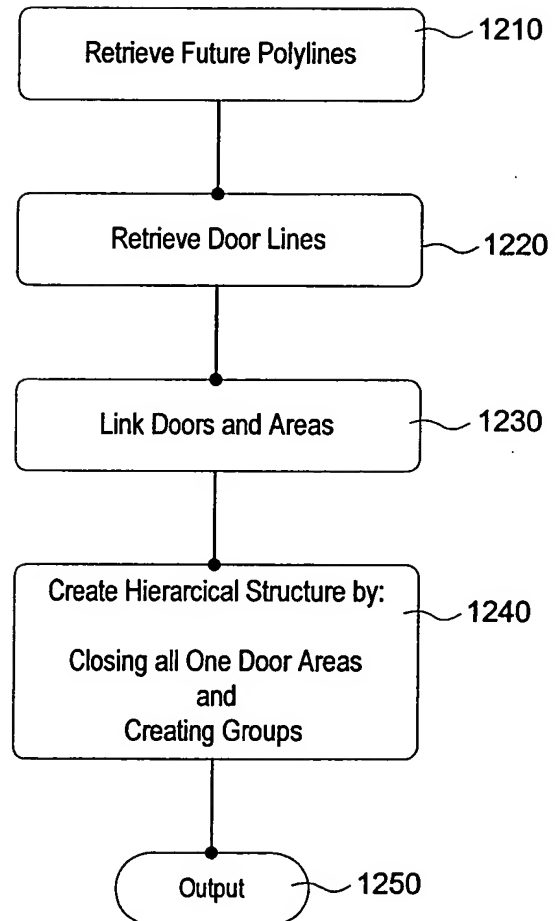 Retrieve Future Polylines
1210
Retrieve Door Lines
1220
Link Doors and Areas
1230
Create Hierarcical Structure by:
1240
Closing all One Door Areas
and
Creating Groups
Output
1250